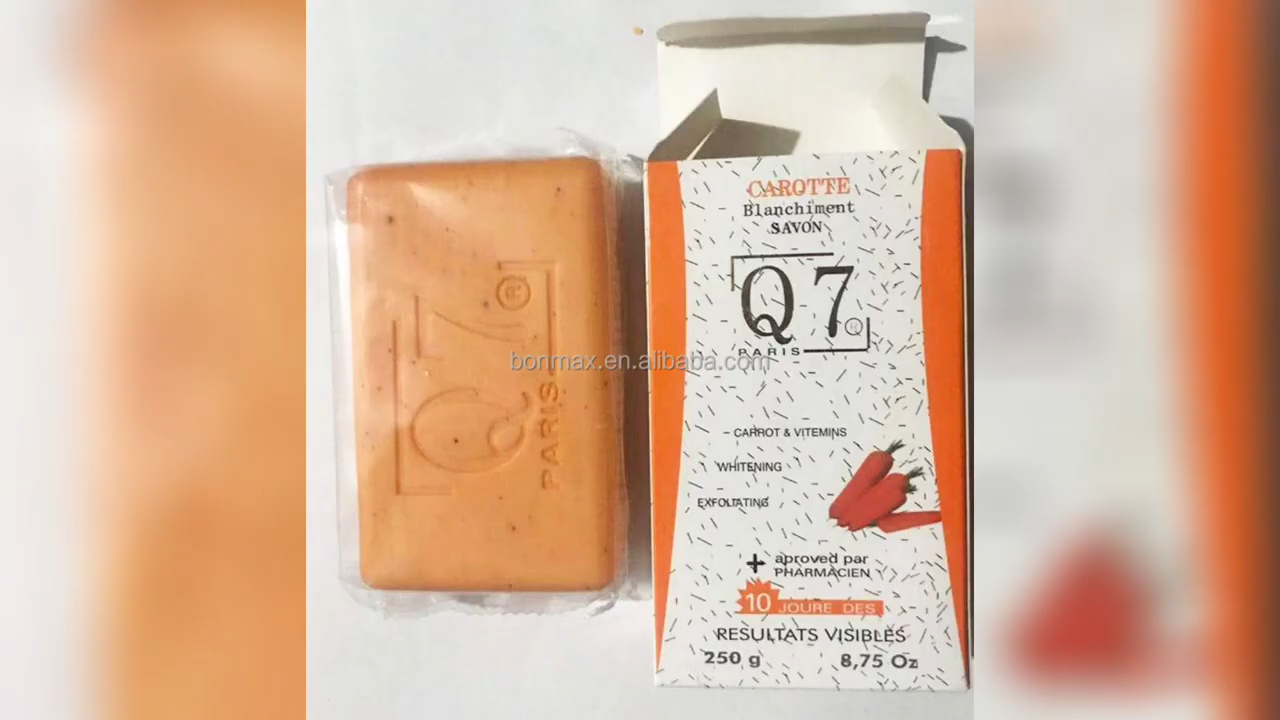 Q7®
PARIS
CAROTTE
Blanchiment
SAVON
Q7®
PARIS
bonmax.en.alibaba.com
- CARROT & VITEMINS
WHITENING
EXFOLIATING
+ aproved par
PHARMACIEN
10 JOURE DES
RESULTATS VISIBLES
250 g 8,75 Oz